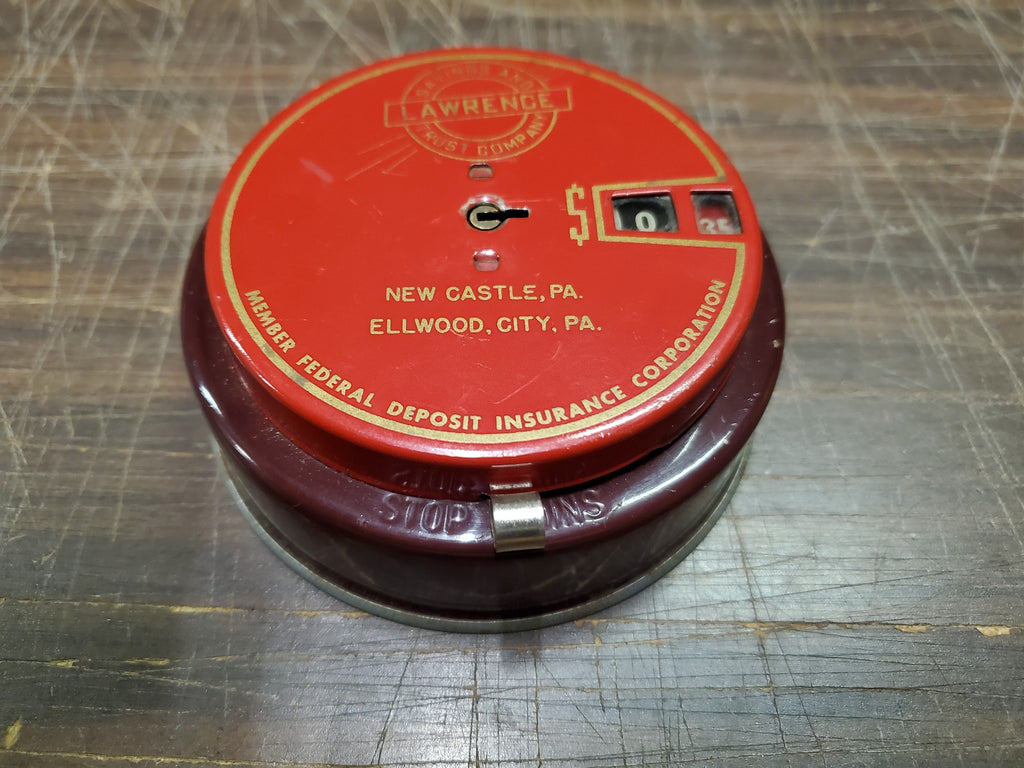 SAVINGS AND
LAWRENCE
TRUST COMPANY
$ 0 25
NEW CASTLE, PA.
ELLWOOD, CITY, PA.
MEMBER FEDERAL DEPOSIT INSURANCE CORPORATION
STOP INS